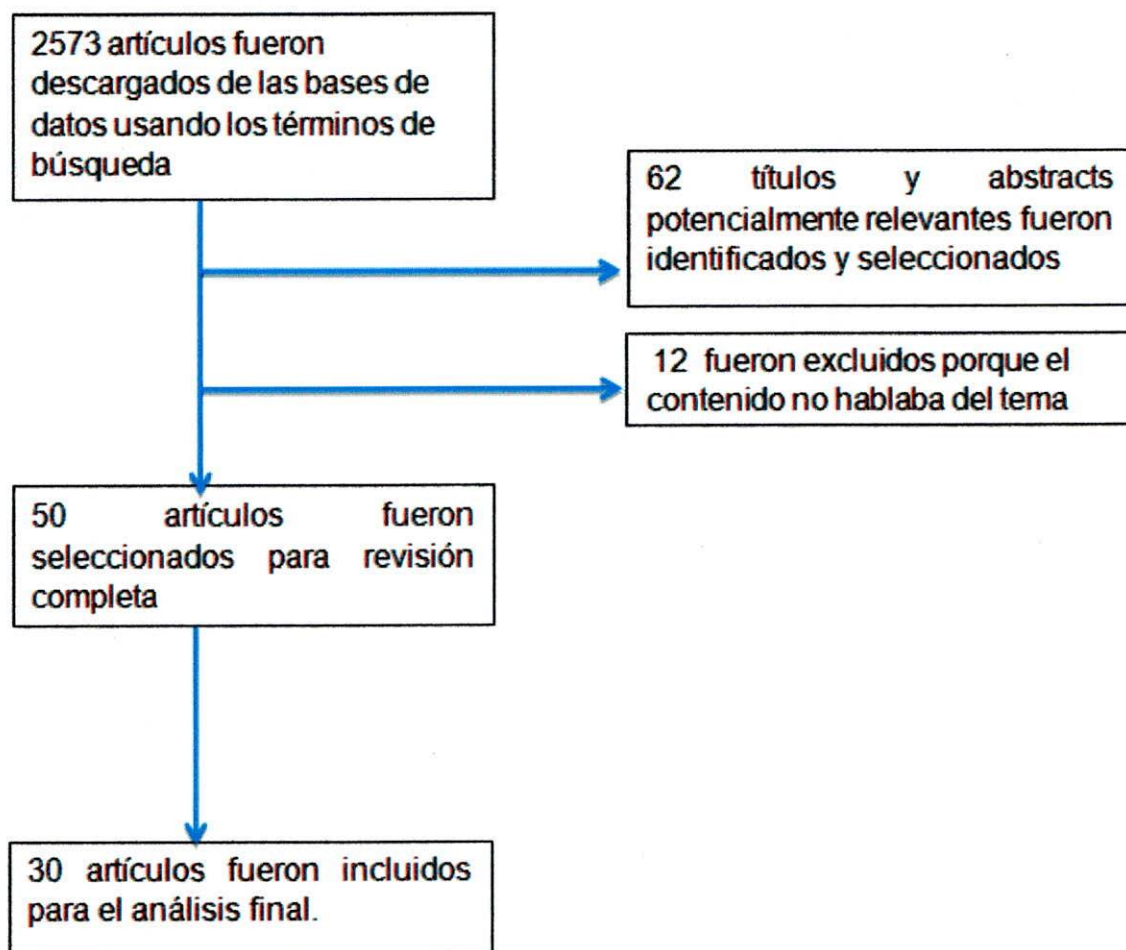 2573 artículos fueron
descargados de las bases de
datos usando los términos de
búsqueda
62 títulos y abstracts
potencialmente relevantes fueron
identificados y seleccionados
12 fueron excluidos porque el
contenido no hablaba del tema
50 artículos fueron
seleccionados para revisión
completa
30 artículos fueron incluidos
para el análisis final.